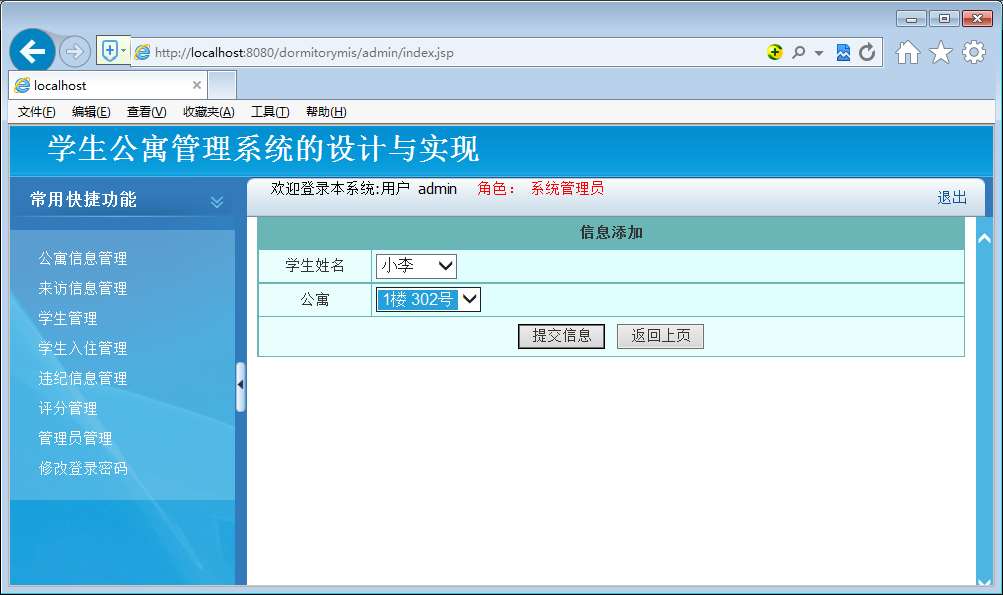 http://localhost:8080/dormitorymis/admin/index.jsp
localhost
文件(F) 编辑(E) 查看(V) 收藏夹(A) 工具(T) 帮助(H)
学生公寓管理系统的设计与实现
常用快捷功能
欢迎登录本系统:用户 admin 角色： 系统管理员
退出
公寓信息管理
来访信息管理
学生管理
学生入住管理
违纪信息管理
评分管理
管理员管理
修改登录密码
信息添加
学生姓名 小李
公寓 1楼 302号
提交信息 返回上页